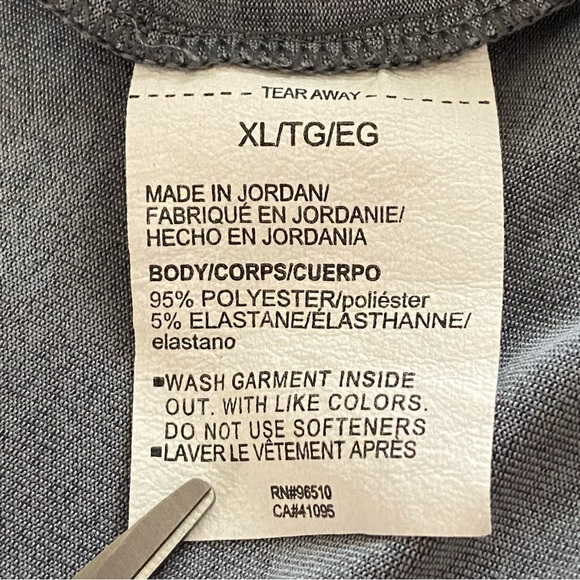 TEAR AWAY
XL/TG/EG
MADE IN JORDAN/
FABRIQUÉ EN JORDANIE/
HECHO EN JORDANIA
BODY/CORPS/CUERPO
95% POLYESTER/poliéster
5% ELASTANE/ÉLASTHANNE/
elastano
▪WASH GARMENT INSIDE
OUT. WITH LIKE COLORS.
DO NOT USE SOFTENERS
▪LAVER LE VÊTEMENT APRÈS
RN#96510
CA#41095